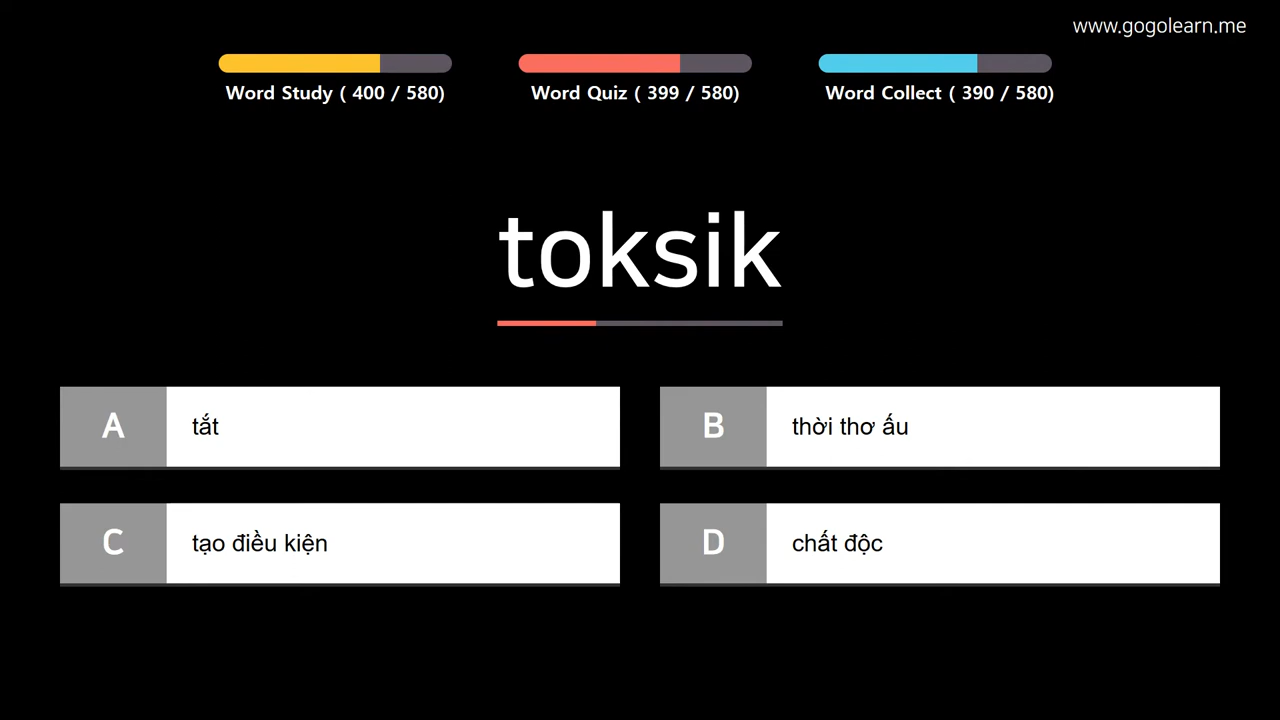 www.gogolearn.me
Word Study ( 400 / 580)
Word Quiz ( 399 / 580)
Word Collect ( 390 / 580)
toksik
A
tắt
B
thời thơ ấu
C
tạo điều kiện
D
chất độc